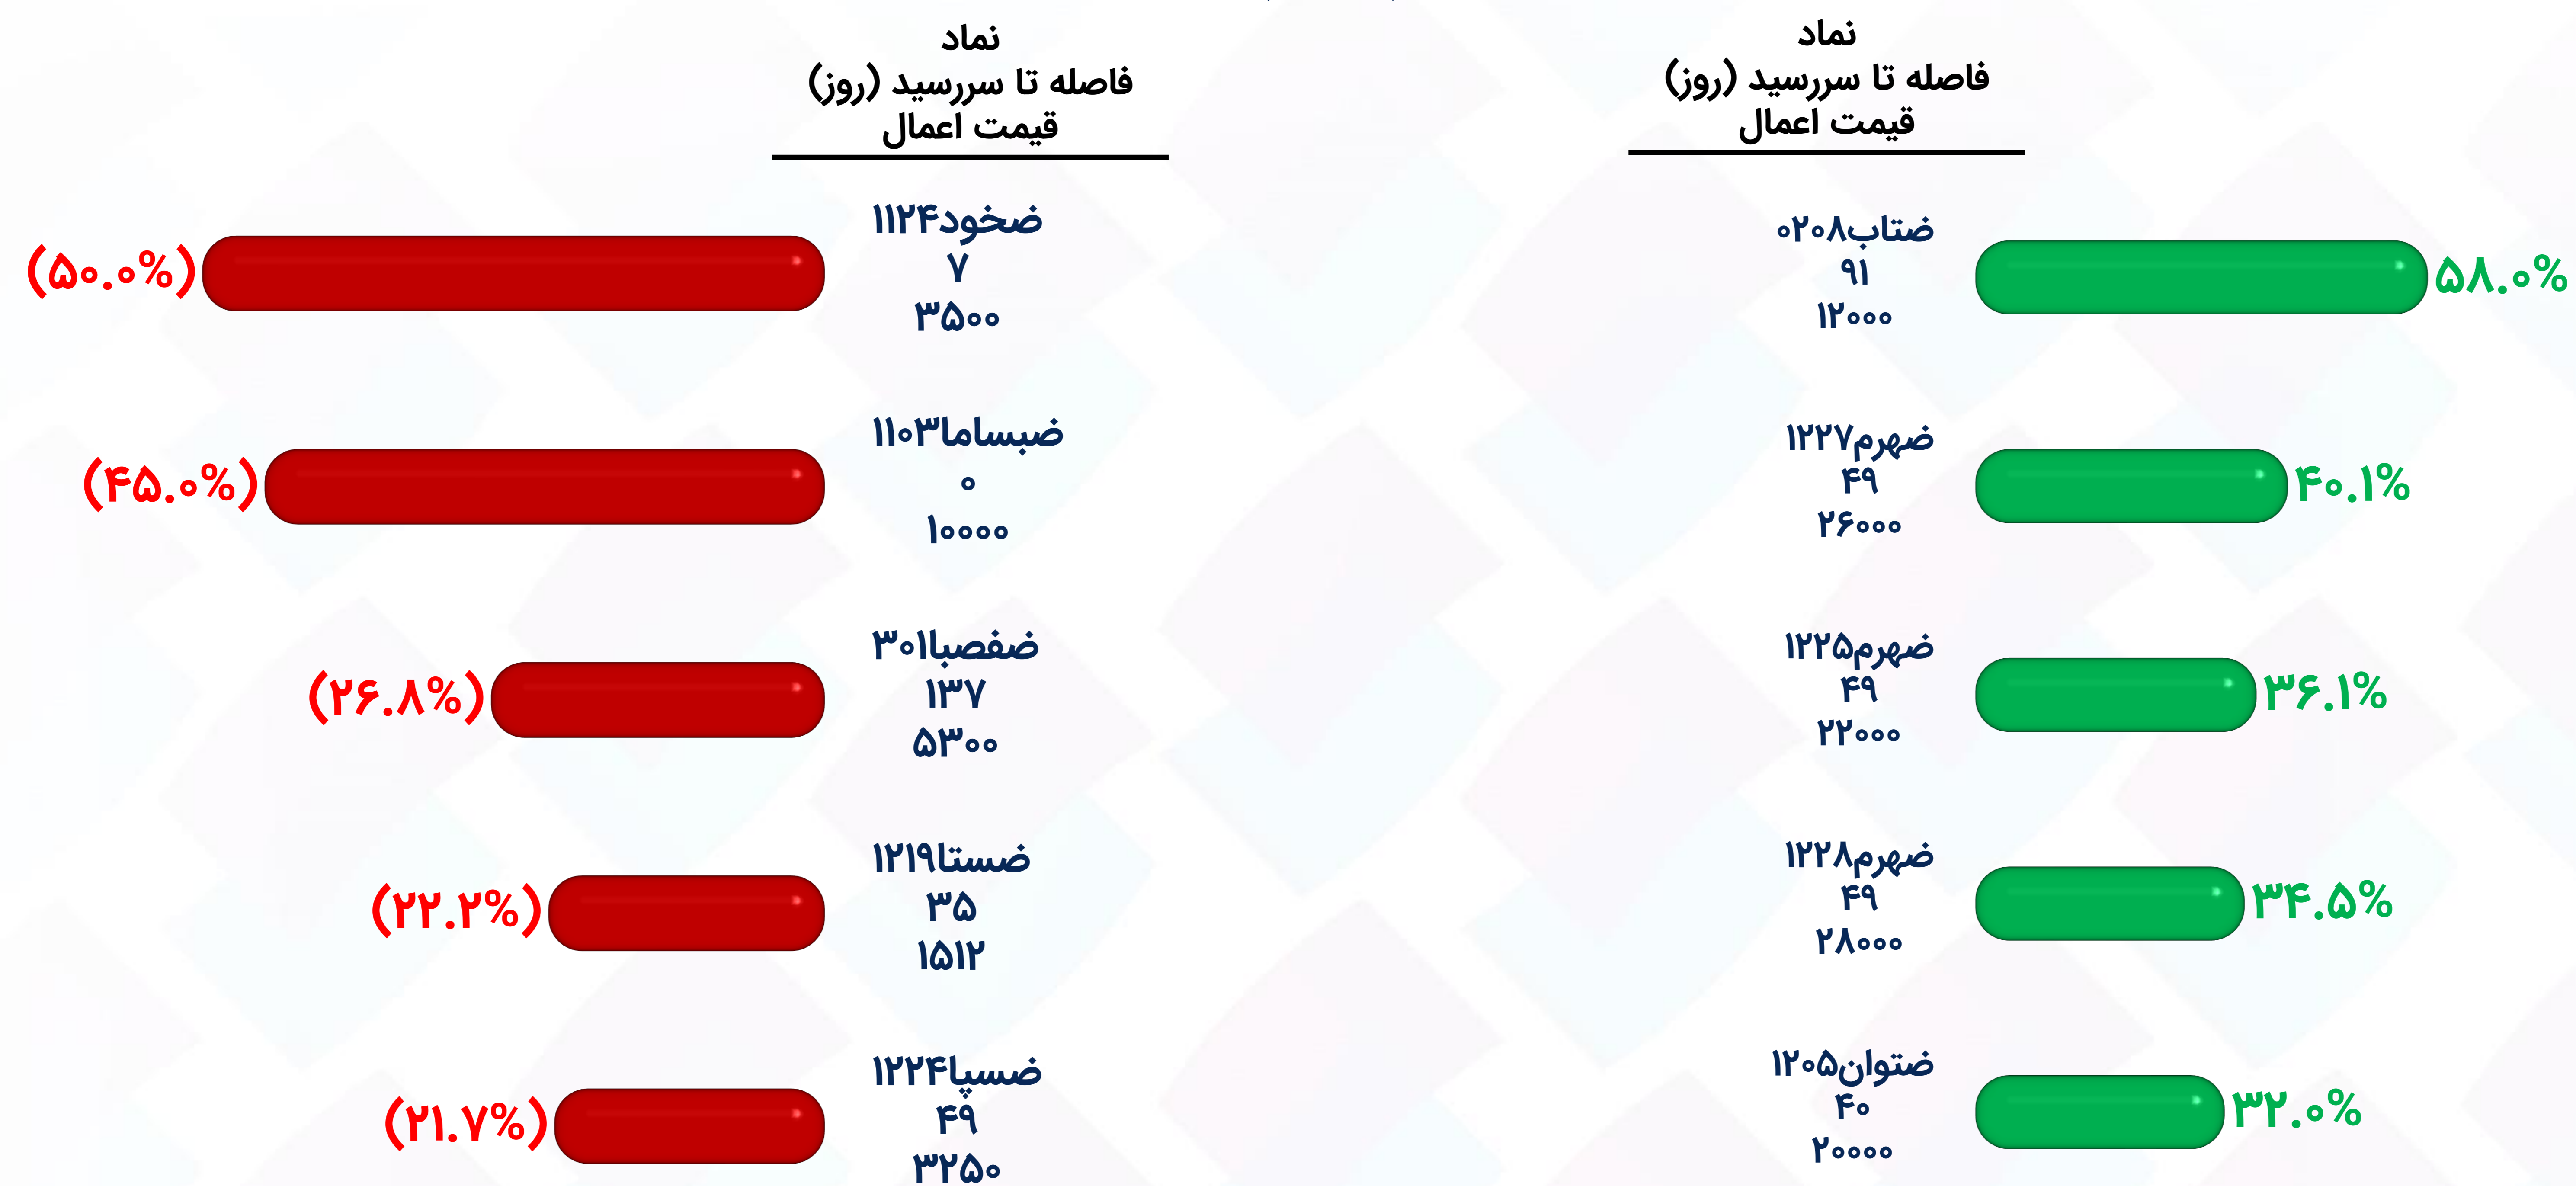 نماد
فاصله تا سررسید (روز)
قیمت اعمال
ضتاب۰۲۰۸
۹۱
۱۲۰۰۰
۵۸.۰%
ضهرم۱۲۲۷
۴۹
۲۶۰۰۰
۴۰.۱%
ضهرم۱۲۲۵
۴۹
۲۲۰۰۰
۳۶.۱%
ضهرم۱۲۲۸
۴۹
۲۸۰۰۰
۳۴.۵%
ضتوان۱۲۰۵
۴۰
۲۰۰۰۰
۳۲.۰%
نماد
فاصله تا سررسید (روز)
قیمت اعمال
ضخود۱۱۲۴
۷
۳۵۰۰
(۵۰.۰%)
ضبساما۱۱۰۳
۰
۱۰۰۰۰
(۴۵.۰%)
ضفصبا۳۰۱
۱۳۷
۵۳۰۰
(۲۶.۸%)
ضستا۱۲۱۹
۳۵
۱۵۱۲
(۲۲.۲%)
ضسپا۱۲۲۴
۴۹
۳۲۵۰
(۲۱.۷%)